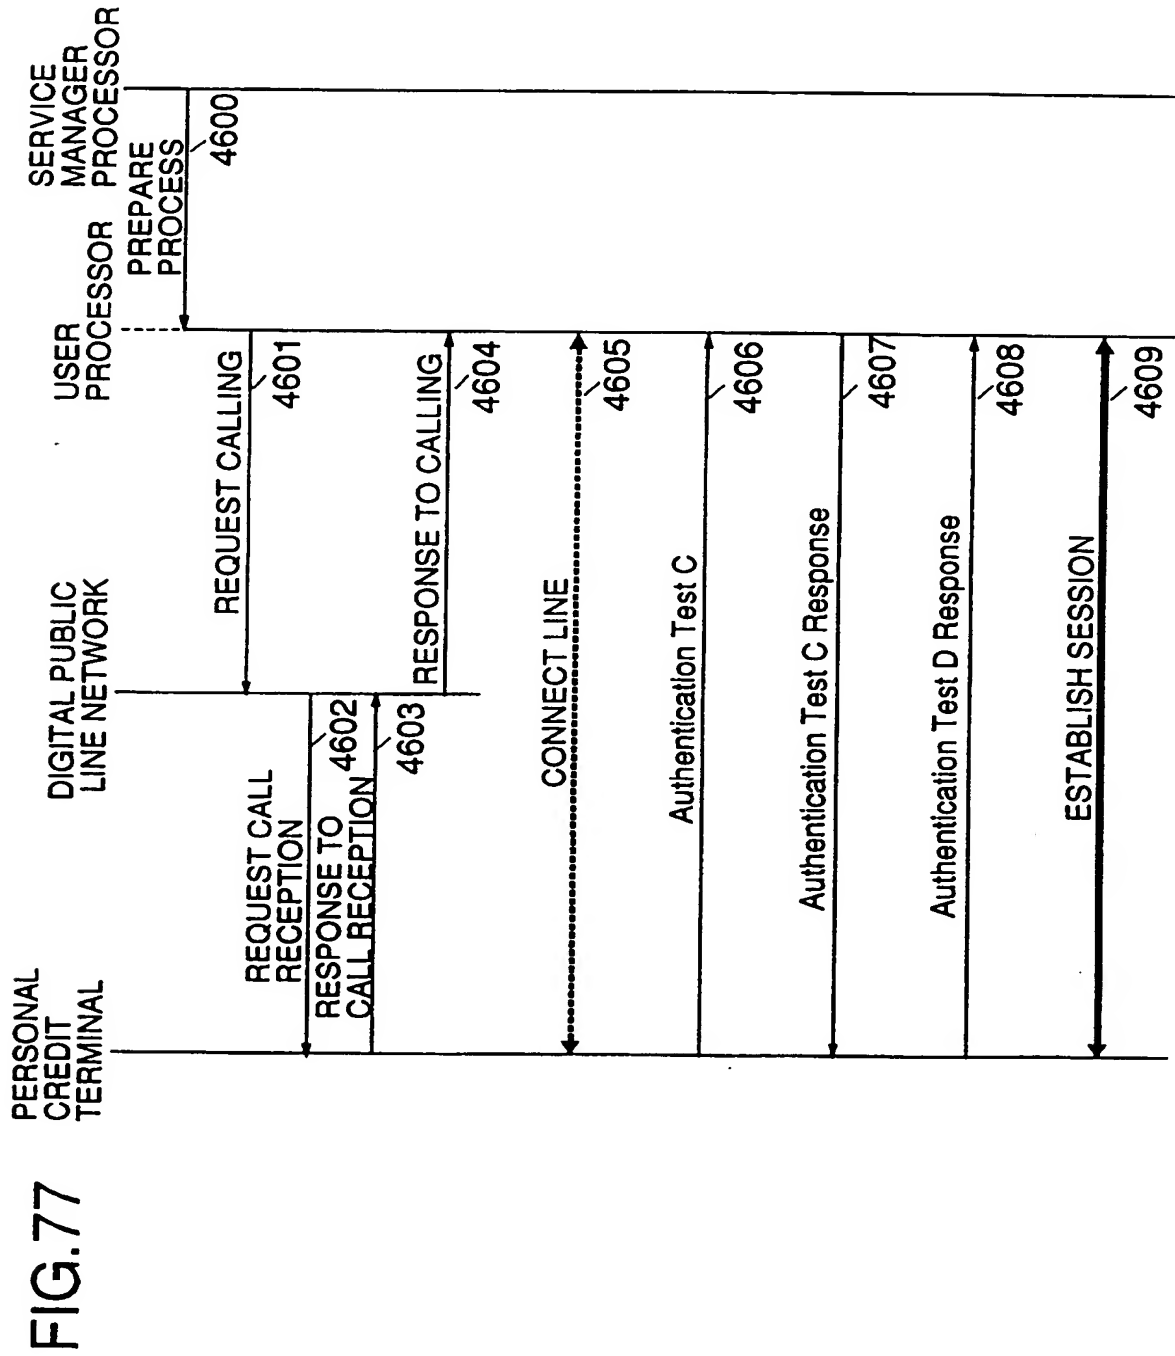 FIG.77
PERSONAL
CREDIT
TERMINAL
DIGITAL PUBLIC
LINE NETWORK
USER
PROCESSOR
SERVICE
MANAGER
PROCESSOR
PREPARE
PROCESS
4600
REQUEST CALLING
4601
REQUEST CALL
RECEPTION
4602
RESPONSE TO
CALL RECEPTION
4603
RESPONSE TO CALLING
4604
CONNECT LINE
4605
Authentication Test C
4606
Authentication Test C Response
4607
Authentication Test D Response
4608
ESTABLISH SESSION
4609